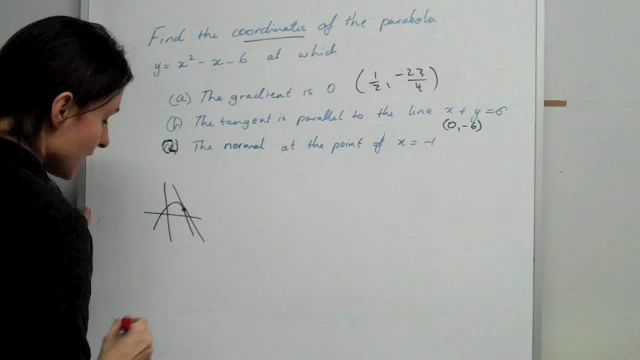 Find the coordinates of the parabola
y = x² - x - 6 at which
(a) The gradient is 0 (1/2, -23/4)
(b) The tangent is parallel to the line x + y = 6
(0, -6)
The normal at the point of x = -1